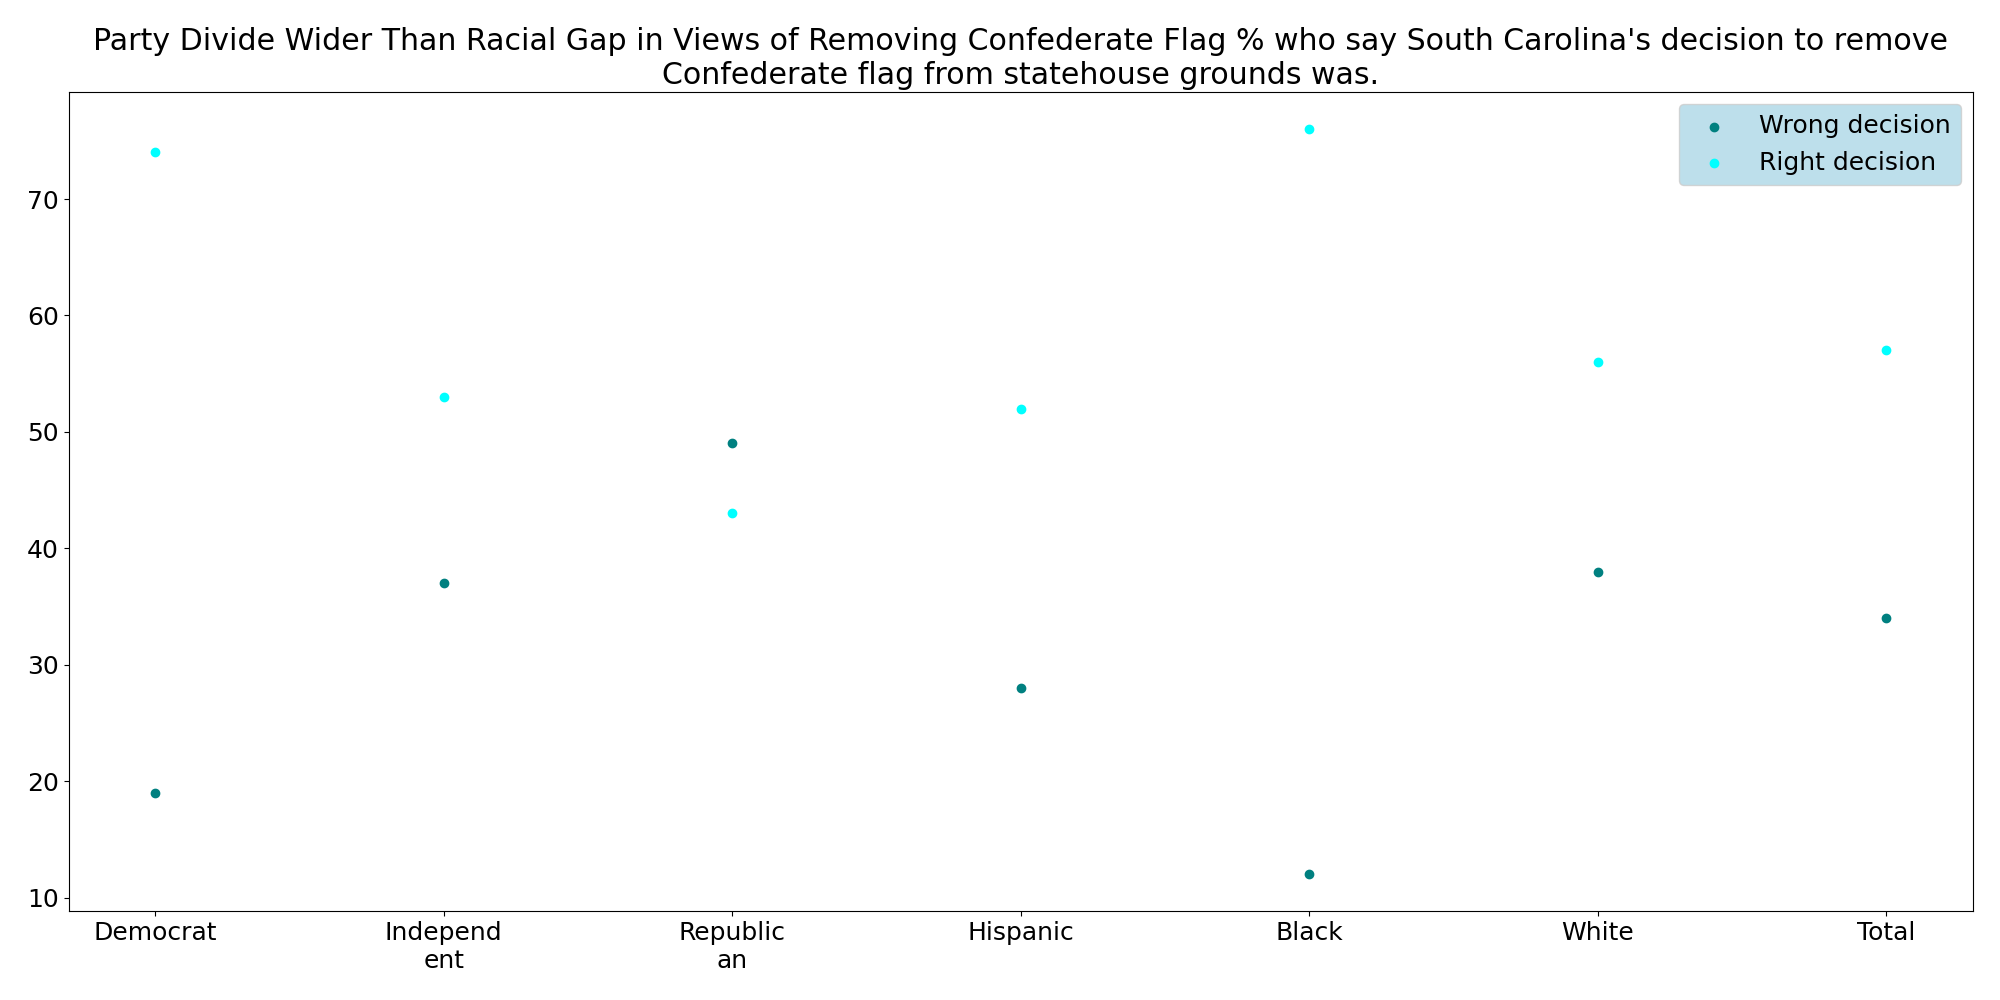 Party Divide Wider Than Racial Gap in Views of Removing Confederate Flag % who say South Carolina's decision to remove
Confederate flag from statehouse grounds was.
Wrong decision
Right decision
70
60
50
40
30
20
10
Democrat
Independ
ent
Republic
an
Hispanic
Black
White
Total